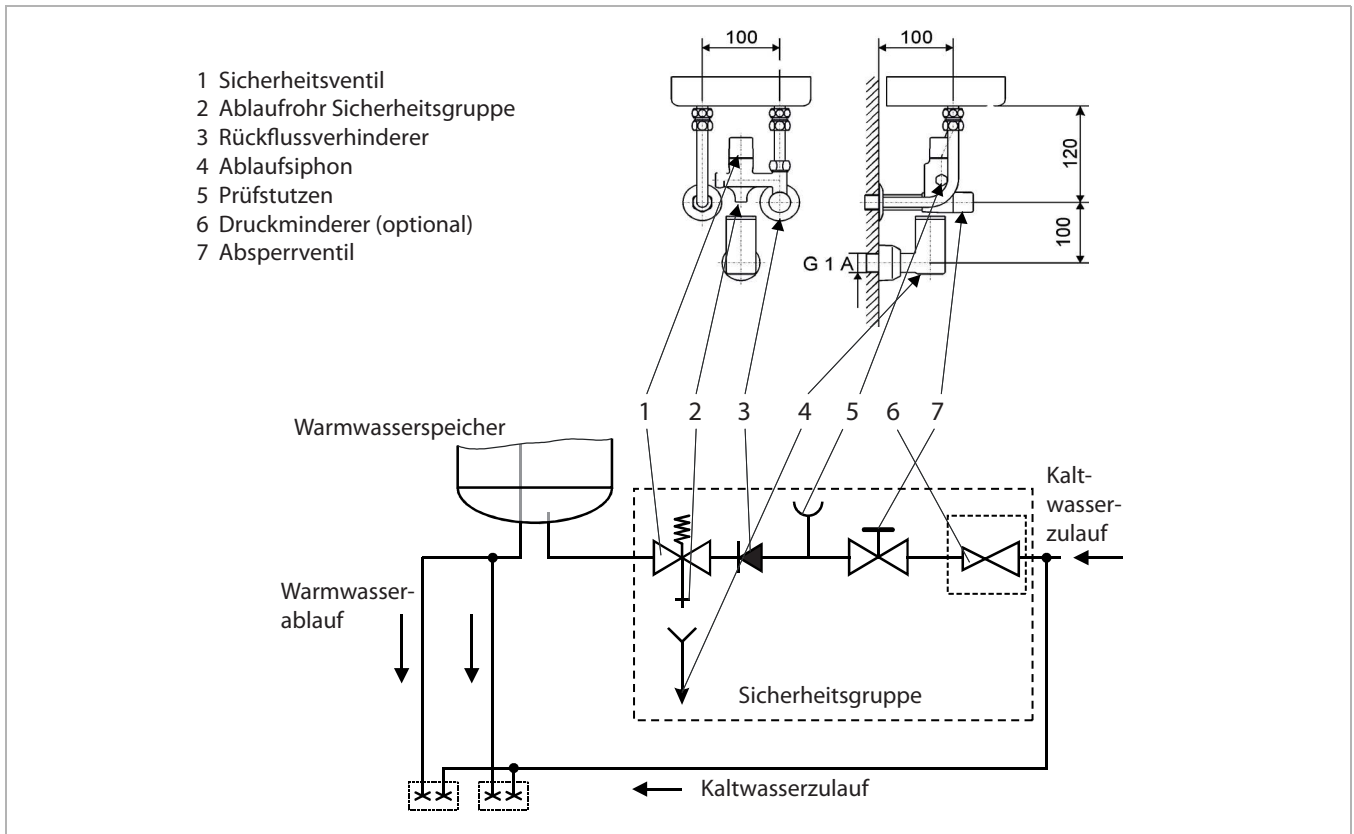 100
100
1 Sicherheitsventil
2 Ablaufrohr Sicherheitsgruppe
3 Rückflussverhinderer
4 Ablaufsiphon
5 Prüfstutzen
6 Druckminderer (optional)
7 Absperrventil
120
100
G 1 A
1 2 3 4 5 6 7
Warmwasserspeicher
Kalt-
wasser-
zulauf
Warmwasser-
ablauf
Sicherheitsgruppe
Kaltwasserzulauf